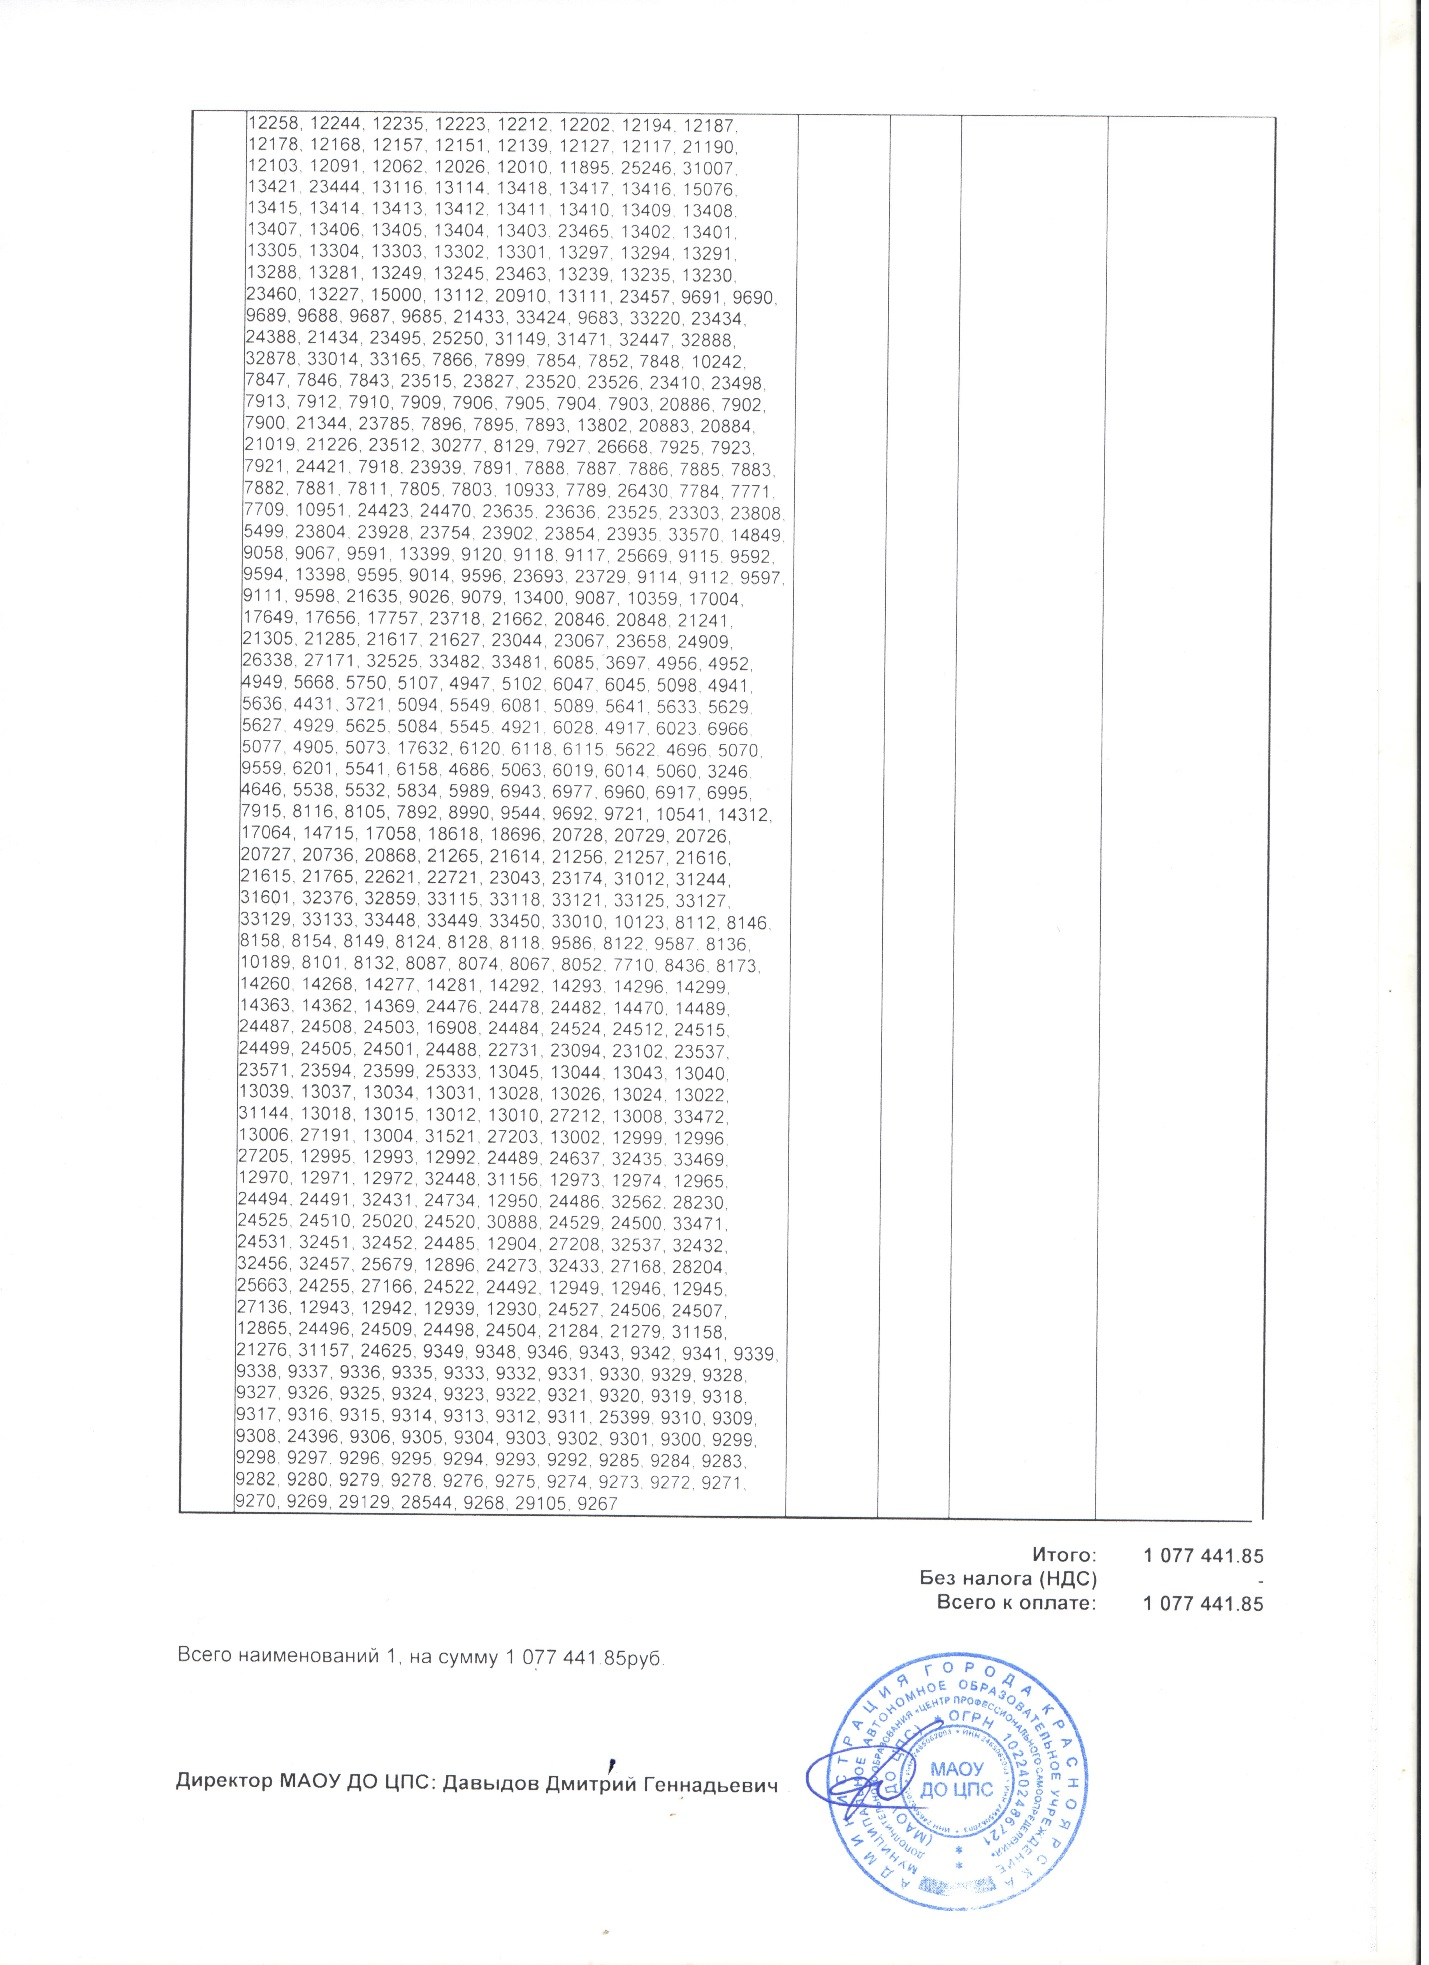 12258, 12244, 12235, 12223, 12212, 12202, 12194, 12187,
12178, 12168, 12157, 12151, 12139, 12127, 12117, 21190,
12103, 12091, 12062, 12026, 12010, 11895, 25246, 31007,
13421, 23444, 13116, 13114, 13418, 13417, 13416, 15076,
13415, 13414, 13413, 13412, 13411, 13410, 13409, 13408,
13407, 13406, 13405, 13404, 13403, 23465, 13402, 13401,
13305, 13304, 13303, 13302, 13301, 13297, 13294, 13291,
13288, 13281, 13249, 13245, 23463, 13239, 13235, 13230,
23460, 13227, 15000, 13112, 20910, 13111, 23457, 9691, 9690,
9689, 9688, 9687, 9685, 21433, 33424, 9683, 33220, 23434,
24388, 21434, 23495, 25250, 31149, 31471, 32447, 32888,
32878, 33014, 33165, 7866, 7899, 7854, 7852, 7848, 10242,
7847, 7846, 7843, 23515, 23827, 23520, 23526, 23410, 23498,
7913, 7912, 7910, 7909, 7906, 7905, 7904, 7903, 20886, 7902,
7900, 21344, 23785, 7896, 7895, 7893, 13802, 20883, 20884,
21019, 21226, 23512, 30277, 8129, 7927, 26668, 7925, 7923,
7921, 24421, 7918, 23939, 7891, 7888, 7887, 7886, 7885, 7883,
7882, 7881, 7811, 7805, 7803, 10933, 7789, 26430, 7784, 7771,
7709, 10951, 24423, 24470, 23635, 23636, 23525, 23303, 23808,
5499, 23804, 23928, 23754, 23902, 23854, 23935, 33570, 14849,
9058, 9067, 9591, 13399, 9120, 9118, 9117, 25669, 9115, 9592,
9594, 13398, 9595, 9014, 9596, 23693, 23729, 9114, 9112, 9597,
9111, 9598, 21635, 9026, 9079, 13400, 9087, 10359, 17004,
17649, 17656, 17757, 23718, 21662, 20846, 20848, 21241,
21305, 21285, 21617, 21627, 23044, 23067, 23658, 24909,
26338, 27171, 32525, 33482, 33481, 6085, 3697, 4956, 4952,
4949, 5668, 5750, 5107, 4947, 5102, 6047, 6045, 5098, 4941,
5636, 4431, 3721, 5094, 5549, 6081, 5089, 5641, 5633, 5629,
5627, 4929, 5625, 5084, 5545, 4921, 6028, 4917, 6023, 6966,
5077, 4905, 5073, 17632, 6120, 6118, 6115, 5622, 4696, 5070,
9559, 6201, 5541, 6158, 4686, 5063, 6019, 6014, 5060, 3246,
4646, 5538, 5532, 5834, 5989, 6943, 6977, 6960, 6917, 6995,
7915, 8116, 8105, 7892, 8990, 9544, 9692, 9721, 10541, 14312,
17064, 14715, 17058, 18618, 18696, 20728, 20729, 20726,
20727, 20736, 20868, 21265, 21614, 21256, 21257, 21616,
21615, 21765, 22621, 22721, 23043, 23174, 31012, 31244,
31601, 32376, 32859, 33115, 33118, 33121, 33125, 33127,
33129, 33133, 33448, 33449, 33450, 33010, 10123, 8112, 8146,
8158, 8154, 8149, 8124, 8128, 8118, 9586, 8122, 9587, 8136,
10189, 8101, 8132, 8087, 8074, 8067, 8052, 7710, 8436, 8173,
14260, 14268, 14277, 14281, 14292, 14293, 14296, 14299,
14363, 14362, 14369, 24476, 24478, 24482, 14470, 14489,
24487, 24508, 24503, 16908, 24484, 24524, 24512, 24515,
24499, 24505, 24501, 24488, 22731, 23094, 23102, 23537,
23571, 23594, 23599, 25333, 13045, 13044, 13043, 13040,
13039, 13037, 13034, 13031, 13028, 13026, 13024, 13022,
31144, 13018, 13015, 13012, 13010, 27212, 13008, 33472,
13006, 27191, 13004, 31521, 27203, 13002, 12999, 12996,
27205, 12995, 12993, 12992, 24489, 24637, 32435, 33469,
12970, 12971, 12972, 32448, 31156, 12973, 12974, 12965,
24494, 24491, 32431, 24734, 12950, 24486, 32562, 28230,
24525, 24510, 25020, 24520, 30888, 24529, 24500, 33471,
24531, 32451, 32452, 24485, 12904, 27208, 32537, 32432,
32456, 32457, 25679, 12896, 24273, 32433, 27168, 28204,
25663, 24255, 27166, 24522, 24492, 12949, 12946, 12945,
27136, 12943, 12942, 12939, 12930, 24527, 24506, 24507,
12865, 24496, 24509, 24498, 24504, 21284, 21279, 31158,
21276, 31157, 24625, 9349, 9348, 9346, 9343, 9342, 9341, 9339,
9338, 9337, 9336, 9335, 9333, 9332, 9331, 9330, 9329, 9328,
9327, 9326, 9325, 9324, 9323, 9322, 9321, 9320, 9319, 9318,
9317, 9316, 9315, 9314, 9313, 9312, 9311, 25399, 9310, 9309,
9308, 24396, 9306, 9305, 9304, 9303, 9302, 9301, 9300, 9299,
9298, 9297, 9296, 9295, 9294, 9293, 9292, 9285, 9284, 9283,
9282, 9280, 9279, 9278, 9276, 9275, 9274, 9273, 9272, 9271,
9270, 9269, 29129, 28544, 9268, 29105, 9267
Итого: 1 077 441.85
Без налога (НДС) -
Всего к оплате: 1 077 441.85
Всего наименований 1, на сумму 1 077 441.85руб.
Директор МАОУ ДО ЦПС: Давыдов Дмитрий Геннадьевич
АДМИНИСТРАЦИЯ ГОРОДА КРАСНОЯРСКА
МУНИЦИПАЛЬНОЕ АВТОНОМНОЕ ОБРАЗОВАТЕЛЬНОЕ УЧРЕЖДЕНИЕ
ДОПОЛНИТЕЛЬНОГО ОБРАЗОВАНИЯ «ЦЕНТР ПРОФЕССИОНАЛЬНОГО САМООПРЕДЕЛЕНИЯ»
(МАОУ ДО ЦПС) * ОГРН 1022402486721
МАОУ
ДО ЦПС